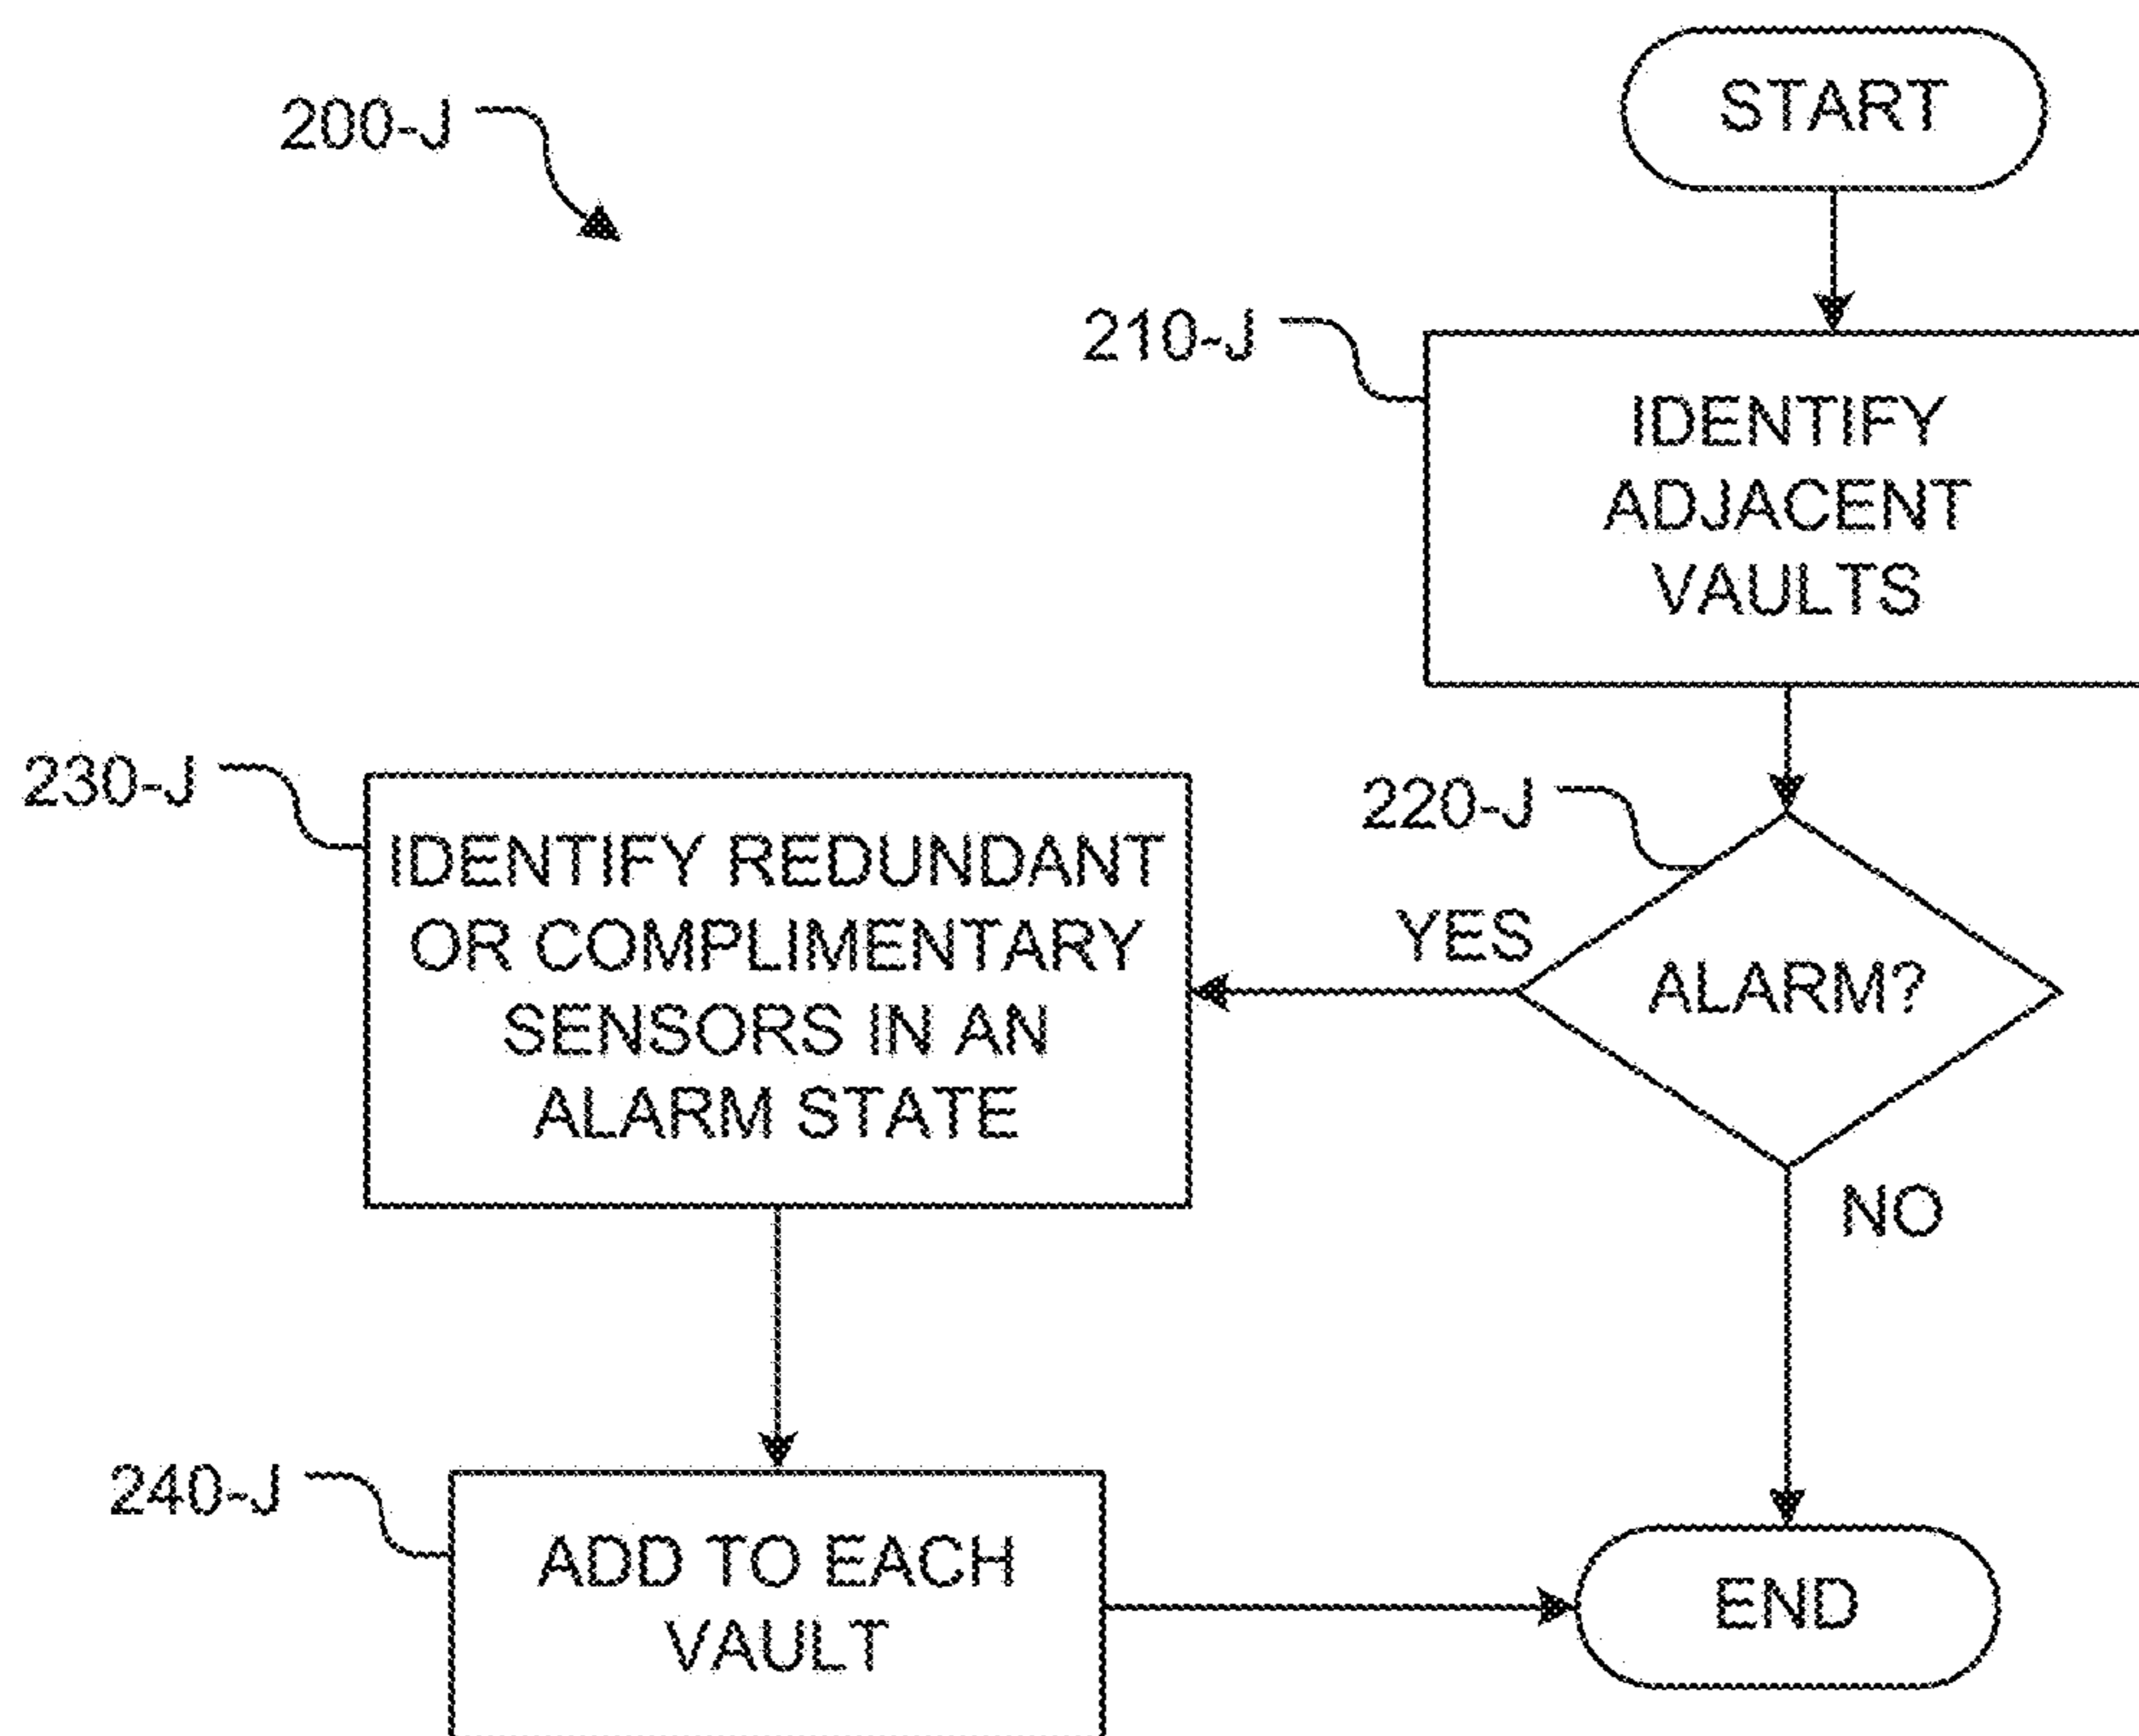 200-J
START
210-J
IDENTIFY
ADJACENT
VAULTS
220-J
ALARM?
YES
NO
230-J
IDENTIFY REDUNDANT
OR COMPLIMENTARY
SENSORS IN AN
ALARM STATE
240-J
ADD TO EACH
VAULT
END